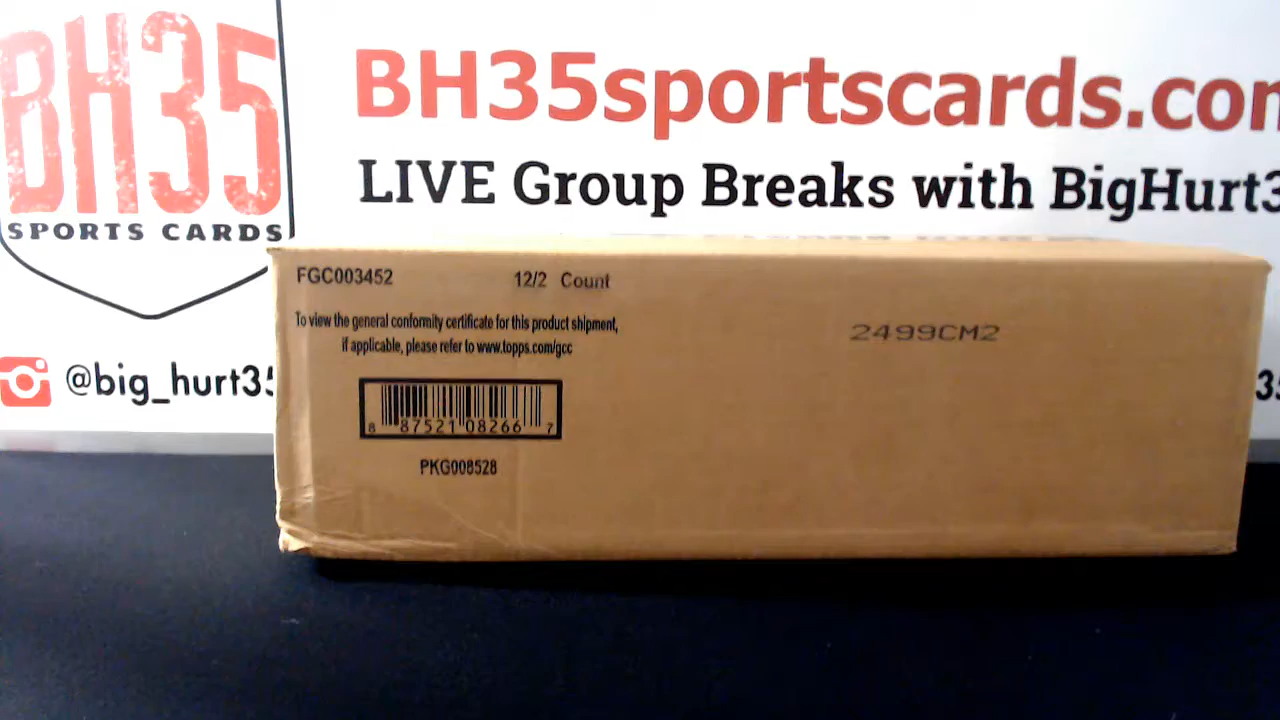 BH35
SPORTS CARDS
BH35sportscards.com
LIVE Group Breaks with BigHurt3
@big_hurt35
FGC003452
12/2 Count
To view the general conformity certificate for this product shipment,
if applicable, please refer to www.topps.com/gcc
2499CM2
8 87521 08266 7
PKG008528